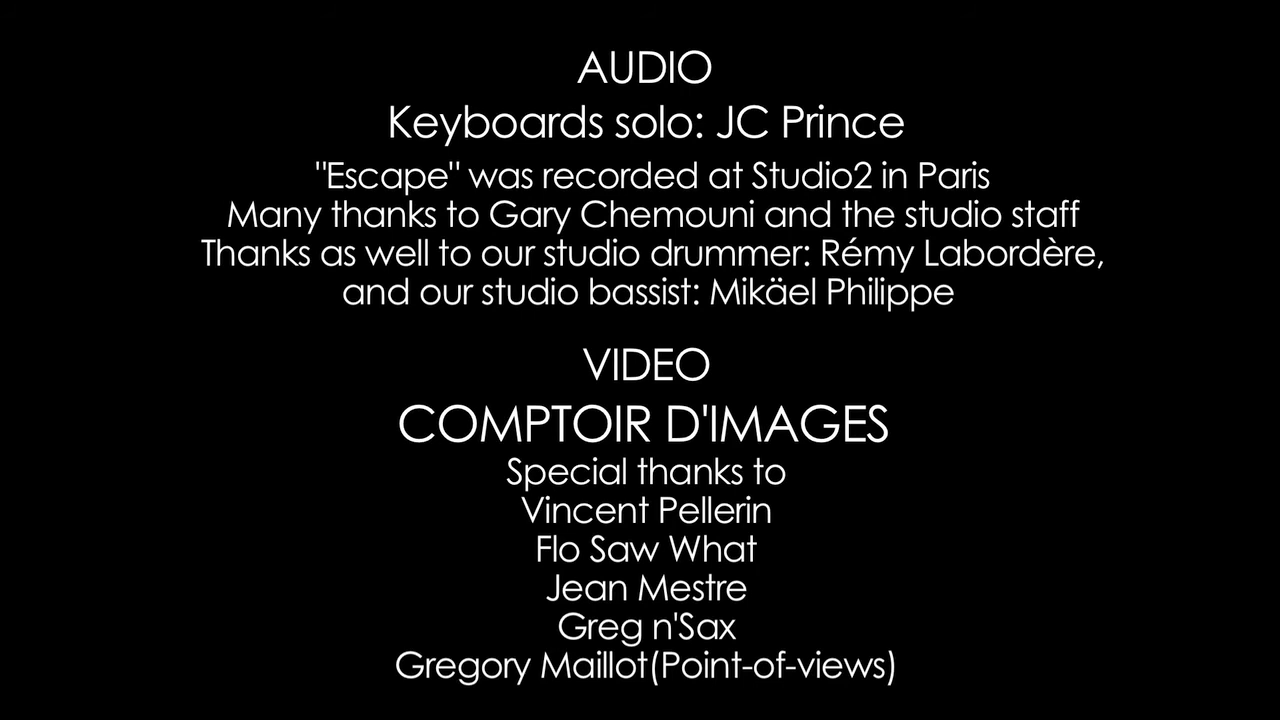 AUDIO
Keyboards solo: JC Prince
"Escape" was recorded at Studio2 in Paris
Many thanks to Gary Chemouni and the studio staff
Thanks as well to our studio drummer: Rémy Labordère,
and our studio bassist: Mikäel Philippe
VIDEO
COMPTOIR D'IMAGES
Special thanks to
Vincent Pellerin
Flo Saw What
Jean Mestre
Greg n'Sax
Gregory Maillot(Point-of-views)